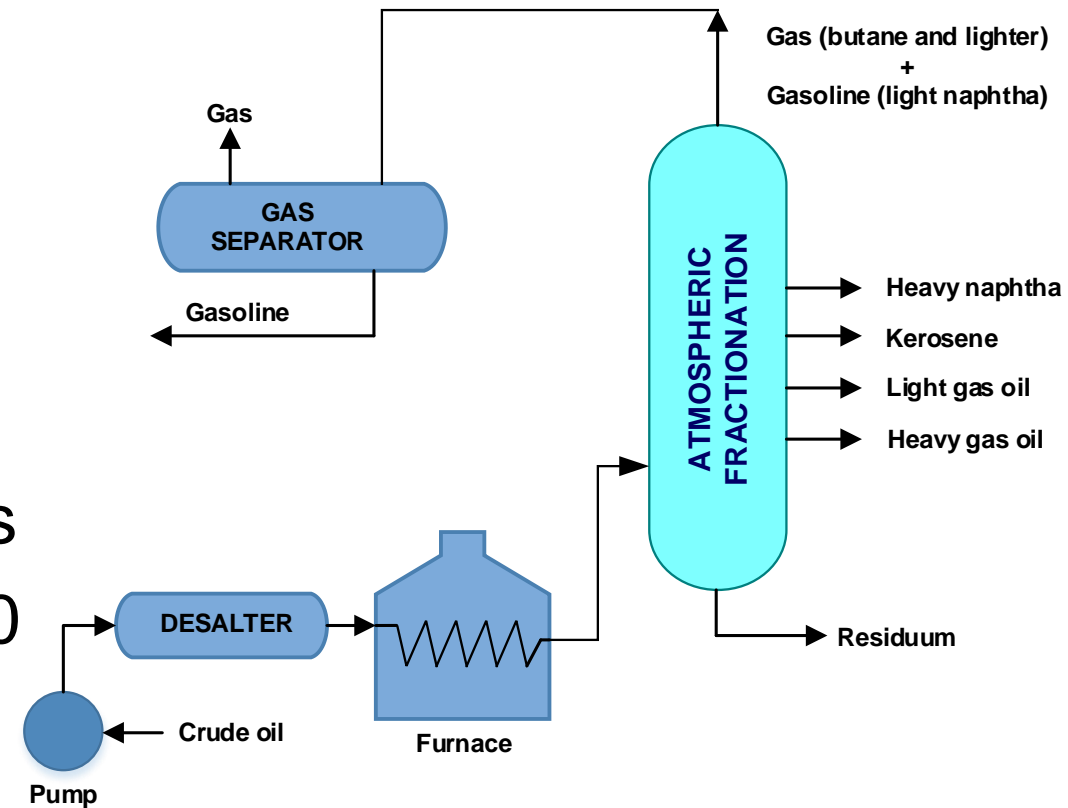 Gas (butane and lighter)
+
Gasoline (light naphtha)
Gas
GAS
SEPARATOR
Gasoline
ATMOSPHERIC
FRACTIONATION
Heavy naphtha
Kerosene
Light gas oil
Heavy gas oil
s
0
DESALTER
Residuum
Crude oil
Furnace
Pump